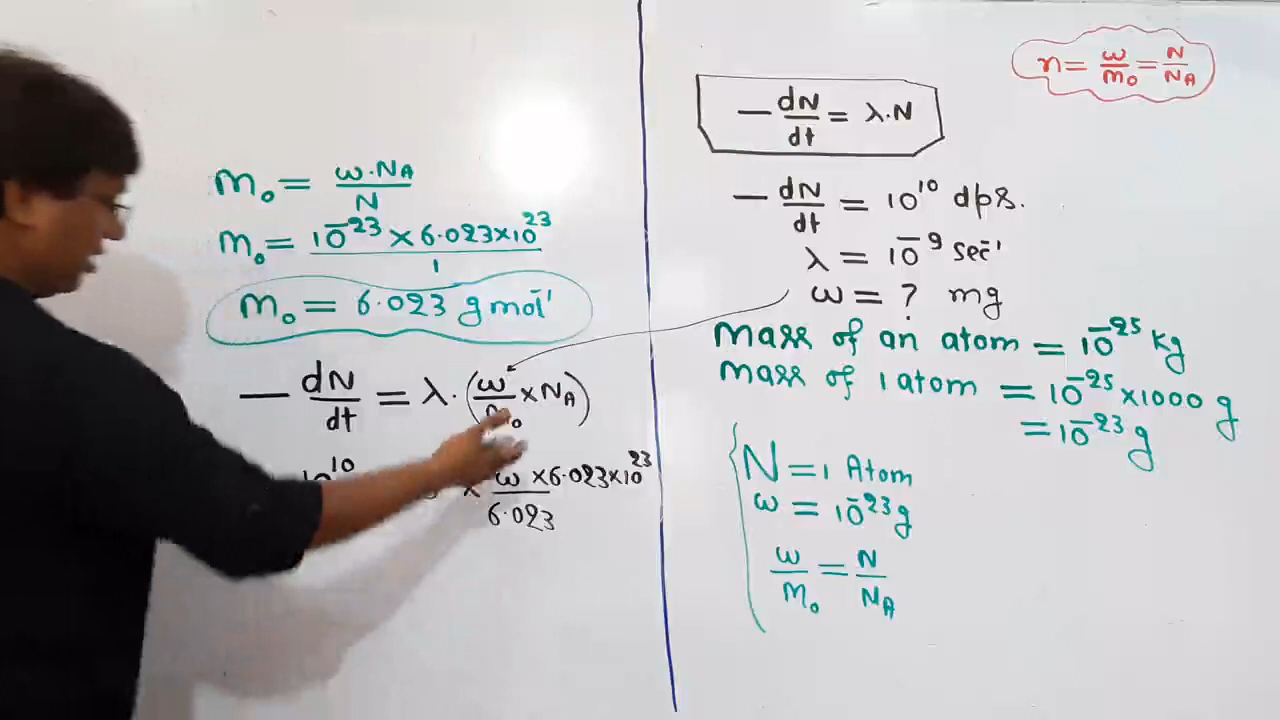 m₀ = ω·N_A / N
m₀ = 10⁻²³ × 6.023×10²³ / 1
m₀ = 6.023 g mol⁻¹
−dN/dt = λ·(ω/m₀ × N_A)
10¹⁰ × ω × 6.023×10²³ / 6.023
n = ω/m₀ = N/N_A
−dN/dt = λ·N
−dN/dt = 10¹⁰ dps.
λ = 10⁻⁹ sec⁻¹
ω = ? mg
mass of an atom = 10⁻²⁵ kg
mass of 1 atom = 10⁻²⁵ ×1000 g
= 10⁻²³ g
N = 1 Atom
ω = 10⁻²³ g
ω/m₀ = N/N_A